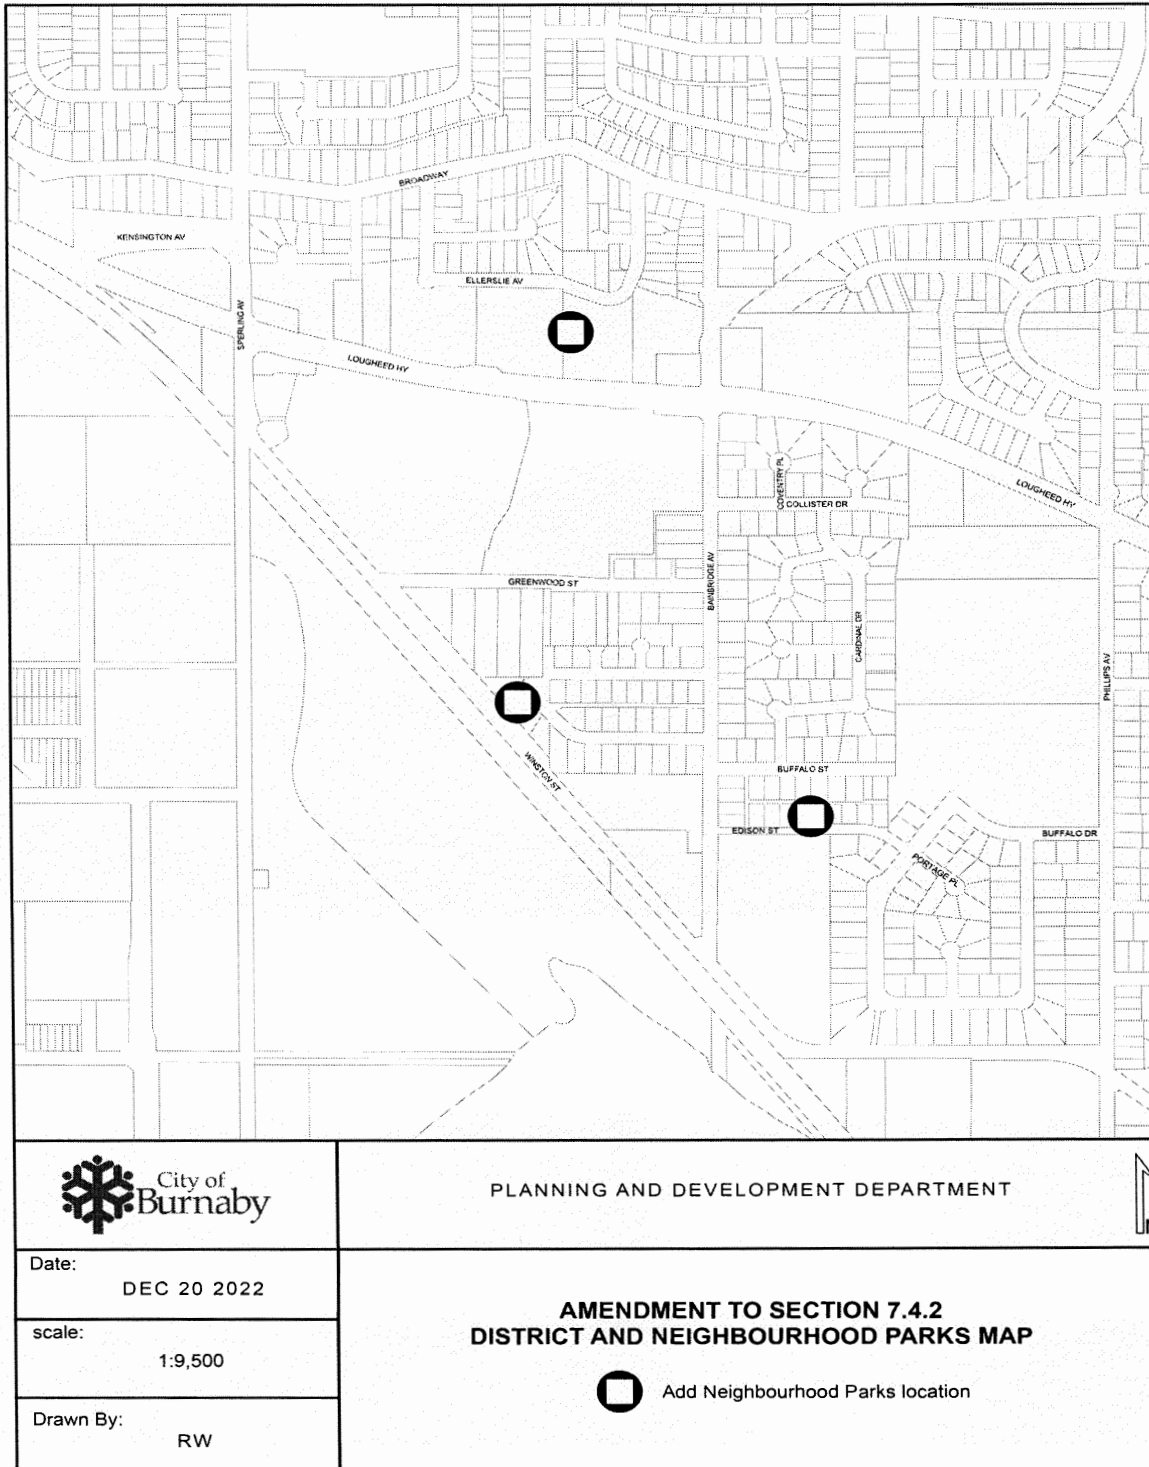 BROADWAY
KENSINGTON AV
ELLERSLIE AV
SPERLING AV
LOUGHEED HY
COVENTRY PL
LOUGHEED HY
COLLISTER DR
GREENWOOD ST
BAINBRIDGE AV
CARDINAL DR
PHILLIPS AV
WINSTON ST
BUFFALO ST
EDISON ST
BUFFALO DR
PORTAGE PL
City of
Burnaby
PLANNING AND DEVELOPMENT DEPARTMENT
Date:
DEC 20 2022
scale:
1:9,500
Drawn By:
RW
AMENDMENT TO SECTION 7.4.2
DISTRICT AND NEIGHBOURHOOD PARKS MAP
Add Neighbourhood Parks location